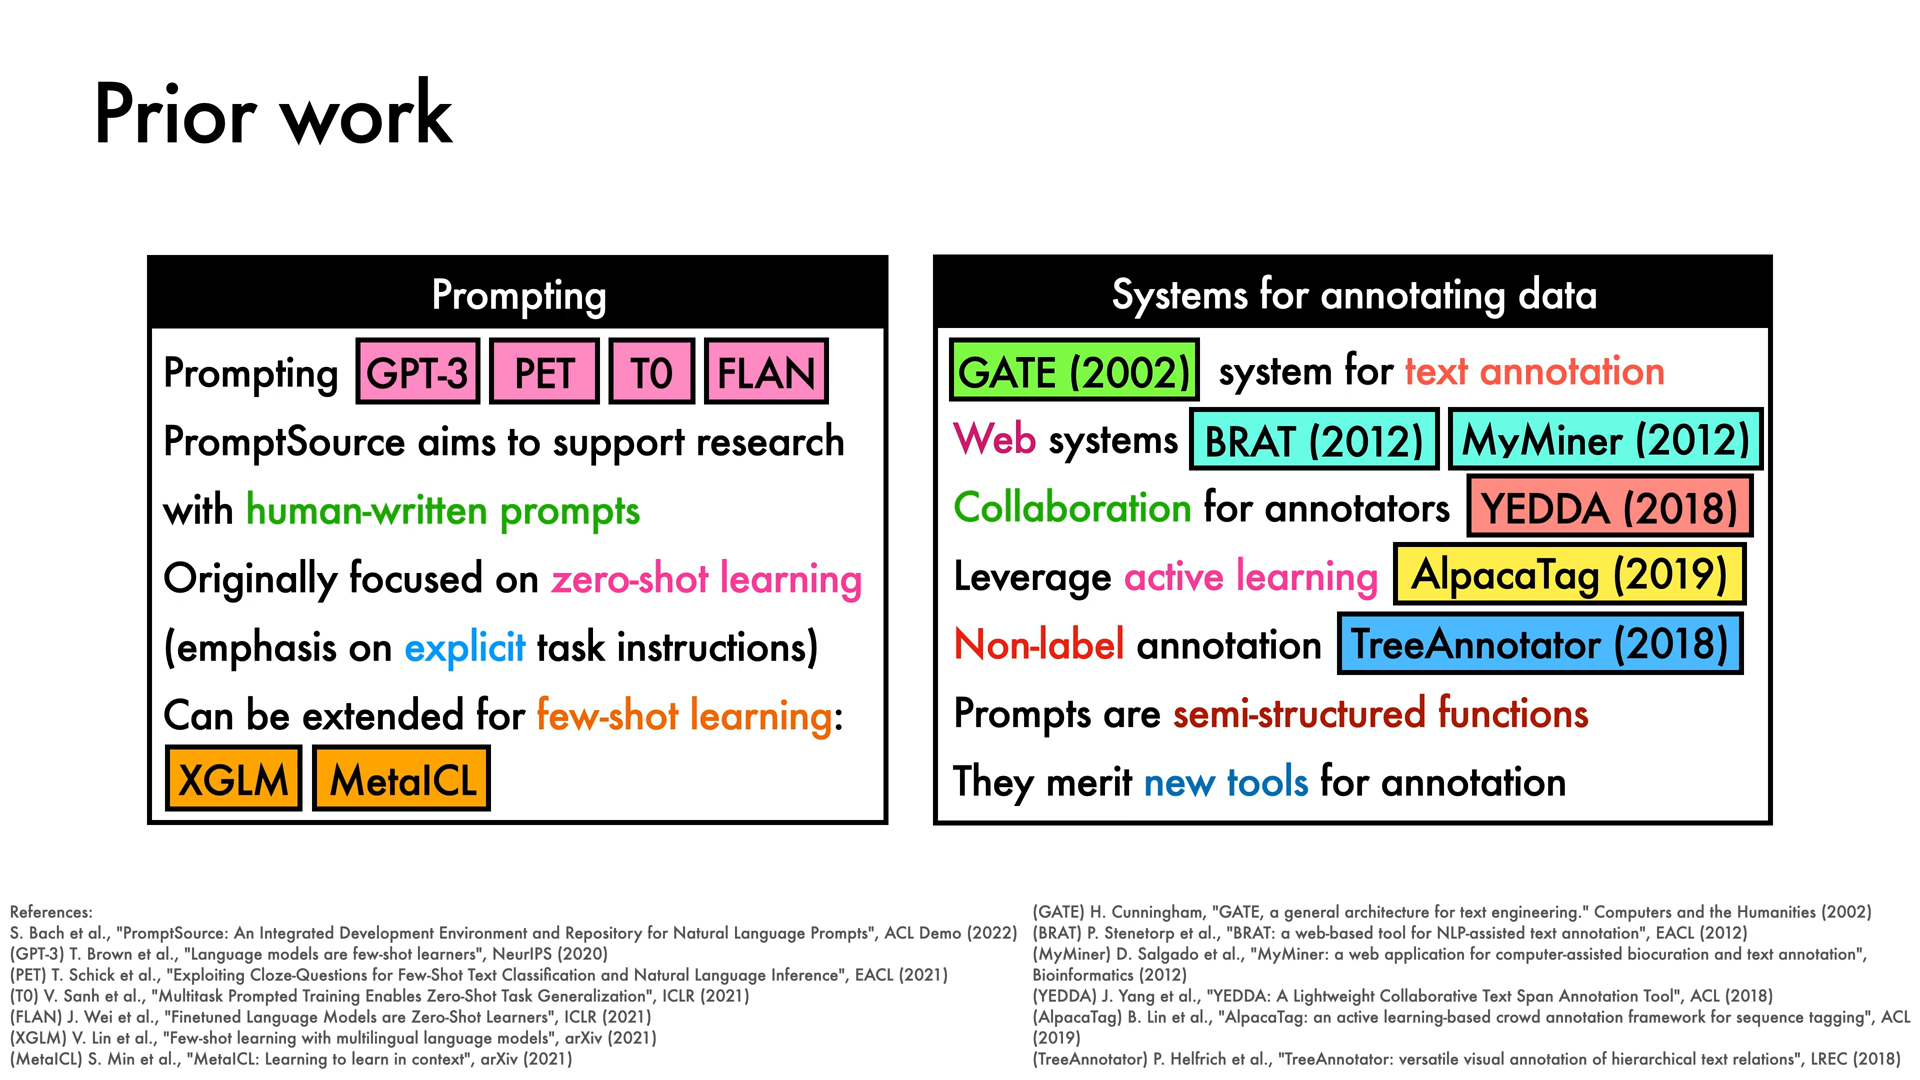 Prior work
Prompting
Prompting GPT-3 PET T0 FLAN
PromptSource aims to support research
with human-written prompts
Originally focused on zero-shot learning
(emphasis on explicit task instructions)
Can be extended for few-shot learning:
XGLM MetaICL
Systems for annotating data
GATE (2002) system for text annotation
Web systems BRAT (2012) MyMiner (2012)
Collaboration for annotators YEDDA (2018)
Leverage active learning AlpacaTag (2019)
Non-label annotation TreeAnnotator (2018)
Prompts are semi-structured functions
They merit new tools for annotation
References:
S. Bach et al., "PromptSource: An Integrated Development Environment and Repository for Natural Language Prompts", ACL Demo (2022)
(GPT-3) T. Brown et al., "Language models are few-shot learners", NeurIPS (2020)
(PET) T. Schick et al., "Exploiting Cloze-Questions for Few-Shot Text Classification and Natural Language Inference", EACL (2021)
(T0) V. Sanh et al., "Multitask Prompted Training Enables Zero-Shot Task Generalization", ICLR (2021)
(FLAN) J. Wei et al., "Finetuned Language Models are Zero-Shot Learners", ICLR (2021)
(XGLM) V. Lin et al., "Few-shot learning with multilingual language models", arXiv (2021)
(MetaICL) S. Min et al., "MetaICL: Learning to learn in context", arXiv (2021)
(GATE) H. Cunningham, "GATE, a general architecture for text engineering." Computers and the Humanities (2002)
(BRAT) P. Stenetorp et al., "BRAT: a web-based tool for NLP-assisted text annotation", EACL (2012)
(MyMiner) D. Salgado et al., "MyMiner: a web application for computer-assisted biocuration and text annotation",
Bioinformatics (2012)
(YEDDA) J. Yang et al., "YEDDA: A Lightweight Collaborative Text Span Annotation Tool", ACL (2018)
(AlpacaTag) B. Lin et al., "AlpacaTag: an active learning-based crowd annotation framework for sequence tagging", ACL
(2019)
(TreeAnnotator) P. Helfrich et al., "TreeAnnotator: versatile visual annotation of hierarchical text relations", LREC (2018)